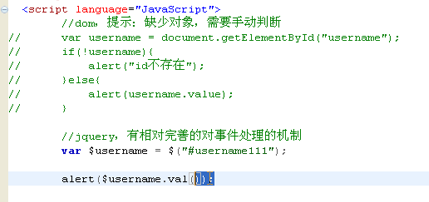 <script language="JavaScript">
//dom，提示：缺少对象，需要手动判断
// var username = document.getElementById("username");
// if(!username){
// alert("id不存在");
// }else{
// alert(username.value);
// }
//jquery，有相对完善的对事件处理的机制
var $username = $("#username111");
alert($username.val());